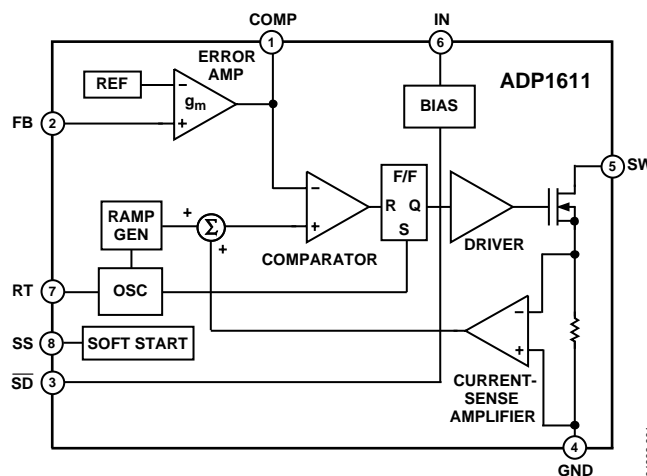 COMP
IN
1
6
ERROR
AMP
ADP1611
REF
−
gm
BIAS
FB
2
+
5
SW
F/F
−
RAMP
GEN
+
Σ
+
R Q
+
S
DRIVER
COMPARATOR
RT
7
OSC
−
SS
8
SOFT START
+
SD
3
CURRENT-
SENSE
AMPLIFIER
4
GND